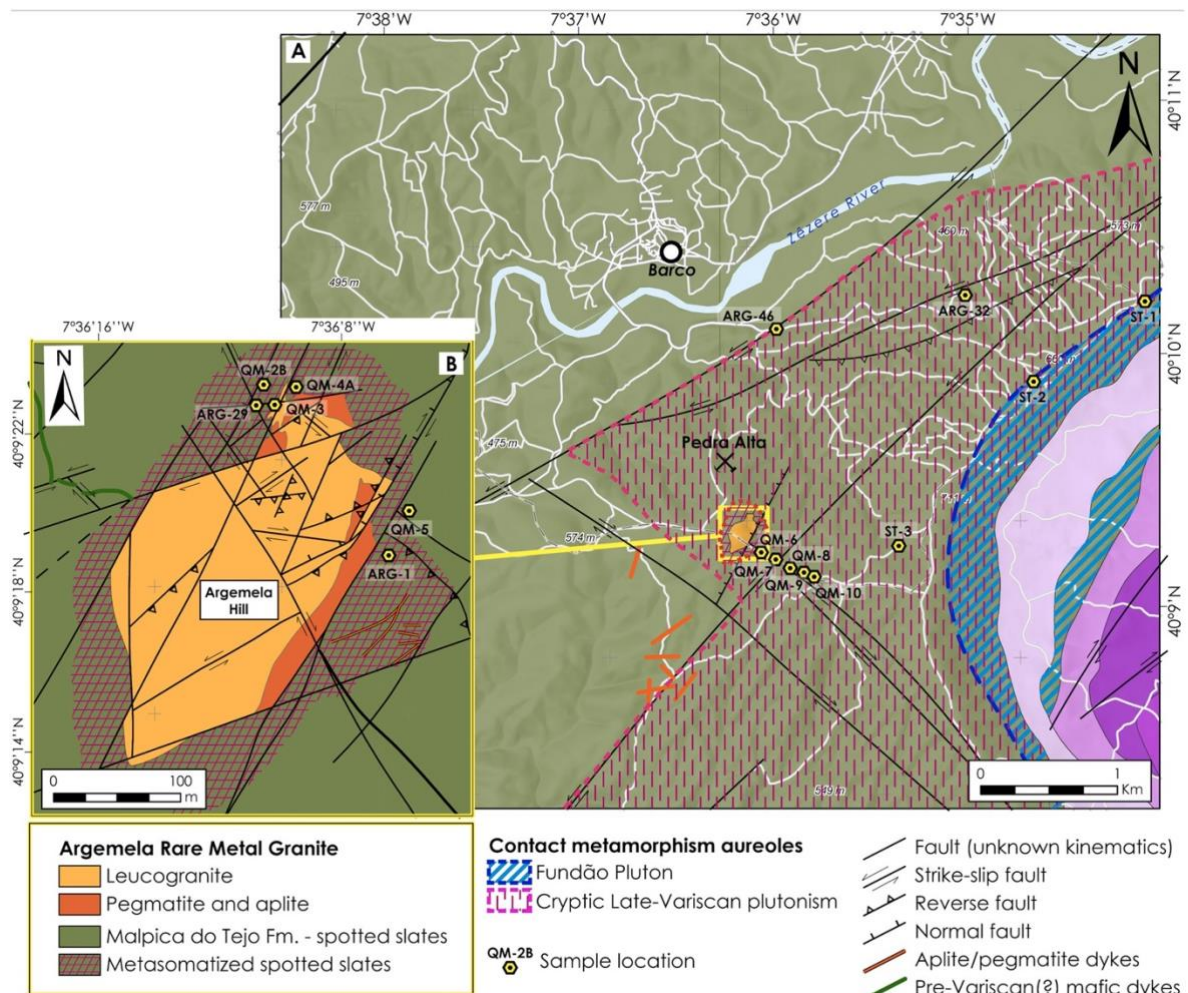 7°38'W
7°37'W
7°36'W
7°35'W
A
N
40°11'N
577 m
Zêzere River
460 m
573 m
Barco
495 m
ARG-46
ARG-32
ST-1
40°10'N
ST-2
475 m
Pedra Alta
574 m
ST-3
QM-6
QM-7
QM-8
QM-9
QM-10
40°9'N
549 m
0 1
Km
7°36'16''W
7°36'8''W
N
B
QM-2B
QM-4A
ARG-29
QM-3
40°9'22''N
QM-5
ARG-1
40°9'18''N
Argemela
Hill
40°9'14''N
0 100
m
Argemela Rare Metal Granite
Leucogranite
Pegmatite and aplite
Malpica do Tejo Fm. - spotted slates
Metasomatized spotted slates
Contact metamorphism aureoles
Fundão Pluton
Cryptic Late-Variscan plutonism
QM-2B
Sample location
Fault (unknown kinematics)
Strike-slip fault
Reverse fault
Normal fault
Aplite/pegmatite dykes
Pre-Variscan(?) mafic dykes